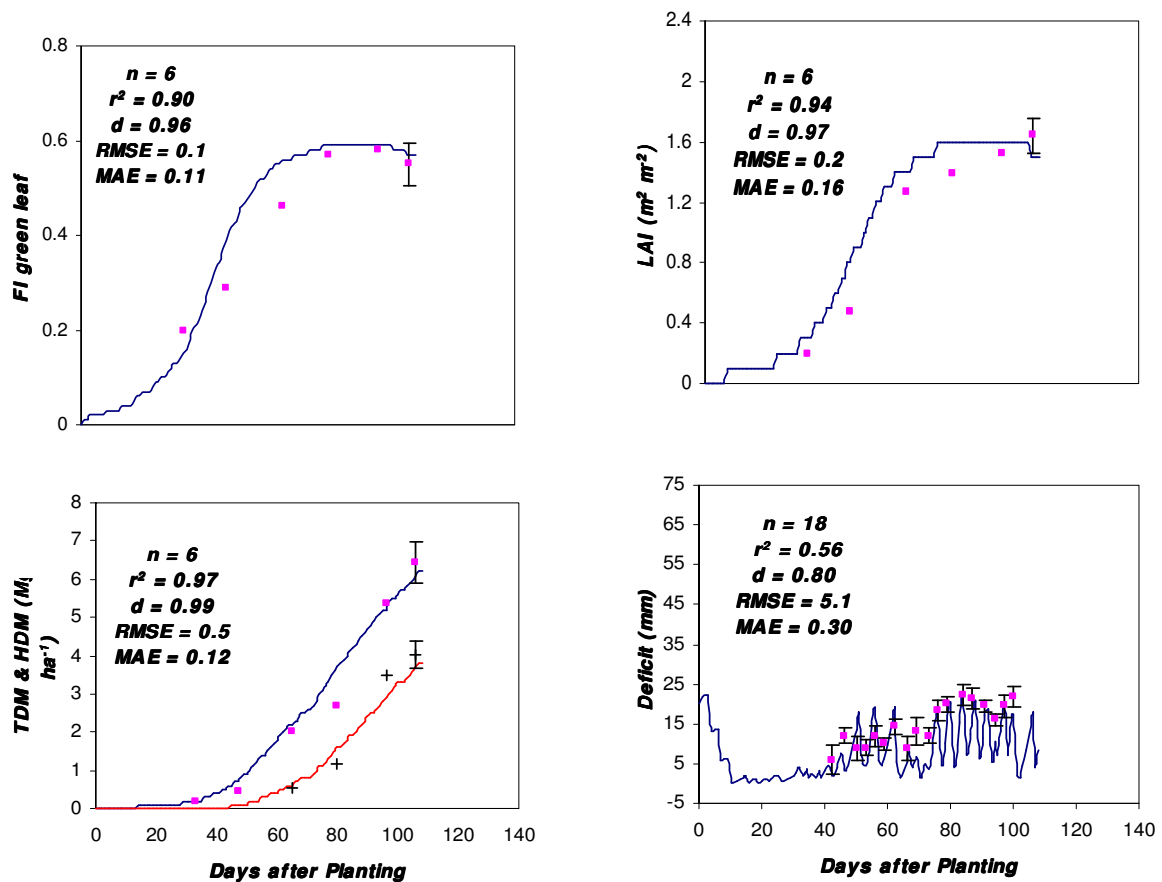 0.8
0.6
0.4
0.2
0
FI green leaf
n = 6
r² = 0.90
d = 0.96
RMSE = 0.1
MAE = 0.11
2.4
2
1.6
1.2
0.8
0.4
0
LAI (m² m⁻²)
n = 6
r² = 0.94
d = 0.97
RMSE = 0.2
MAE = 0.16
8
7
6
5
4
3
2
1
0
TDM & HDM (M
ha⁻¹)
n = 6
r² = 0.97
d = 0.99
RMSE = 0.5
MAE = 0.12
0 20 40 60 80 100 120 140
Days after Planting
75
65
55
45
35
25
15
5
-5
Deficit (mm)
n = 18
r² = 0.56
d = 0.80
RMSE = 5.1
MAE = 0.30
0 20 40 60 80 100 120 140
Days after Planting